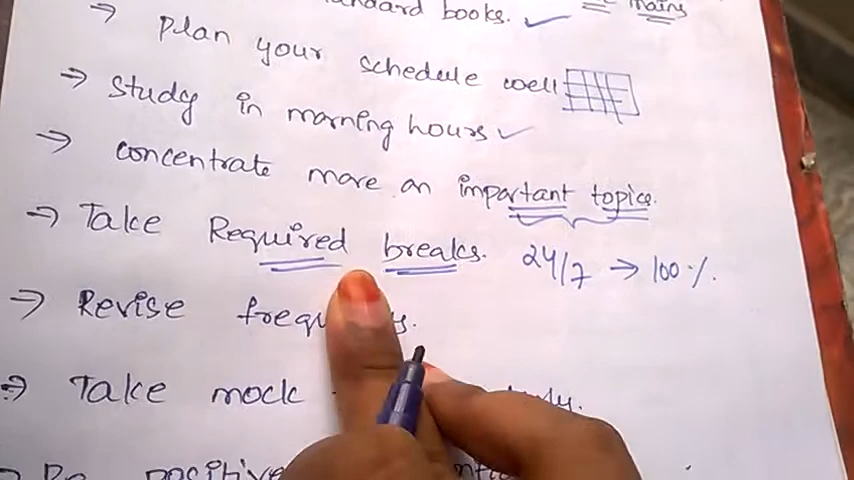 books. mains
→ plan your schedule well
→ Study in morning hours
→ concentrate more on important topics.
→ Take Required breaks. 24/7 → 100%.
→ Revise
→ Take mock